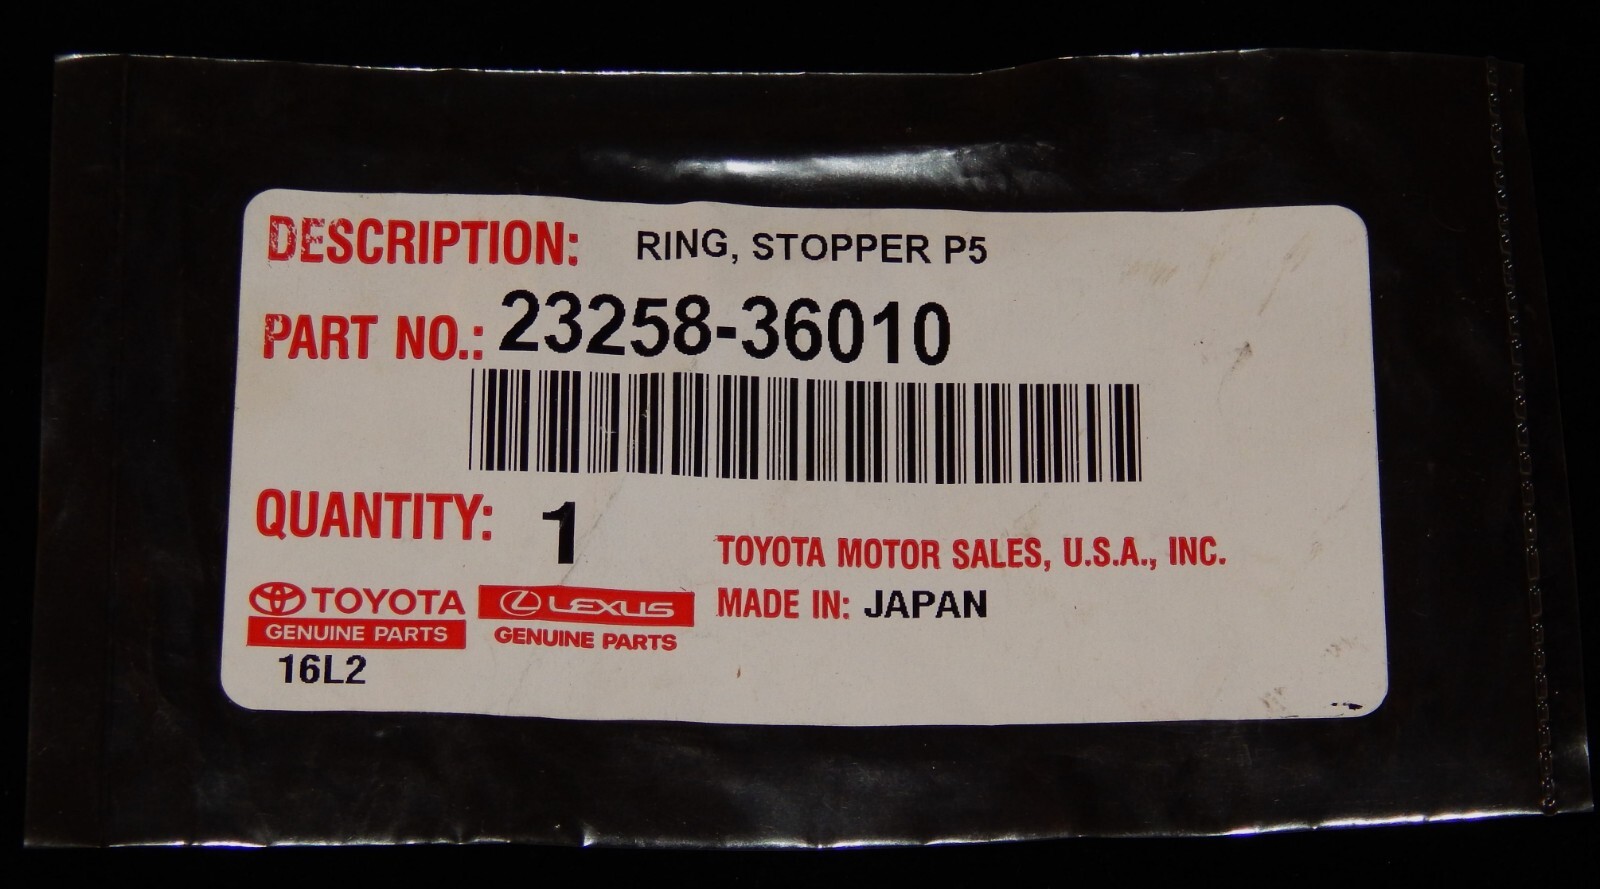 DESCRIPTION: RING, STOPPER P5
PART NO.: 23258-36010
QUANTITY: 1
TOYOTA MOTOR SALES, U.S.A., INC.
MADE IN: JAPAN
TOYOTA
GENUINE PARTS
LEXUS
GENUINE PARTS
16L2